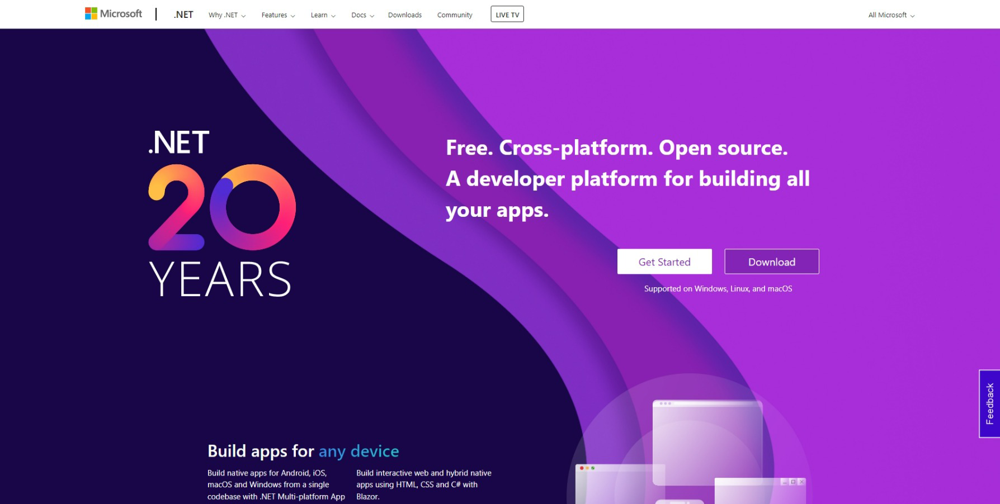 Microsoft
.NET
Why .NET
Features
Learn
Docs
Downloads
Community
LIVE TV
All Microsoft
.NET
20
YEARS
Free. Cross-platform. Open source.
A developer platform for building all
your apps.
Get Started
Download
Supported on Windows, Linux, and macOS
Feedback
Build apps for any device
Build native apps for Android, iOS,
macOS and Windows from a single
codebase with .NET Multi-platform App
Build interactive web and hybrid native
apps using HTML, CSS and C# with
Blazor.